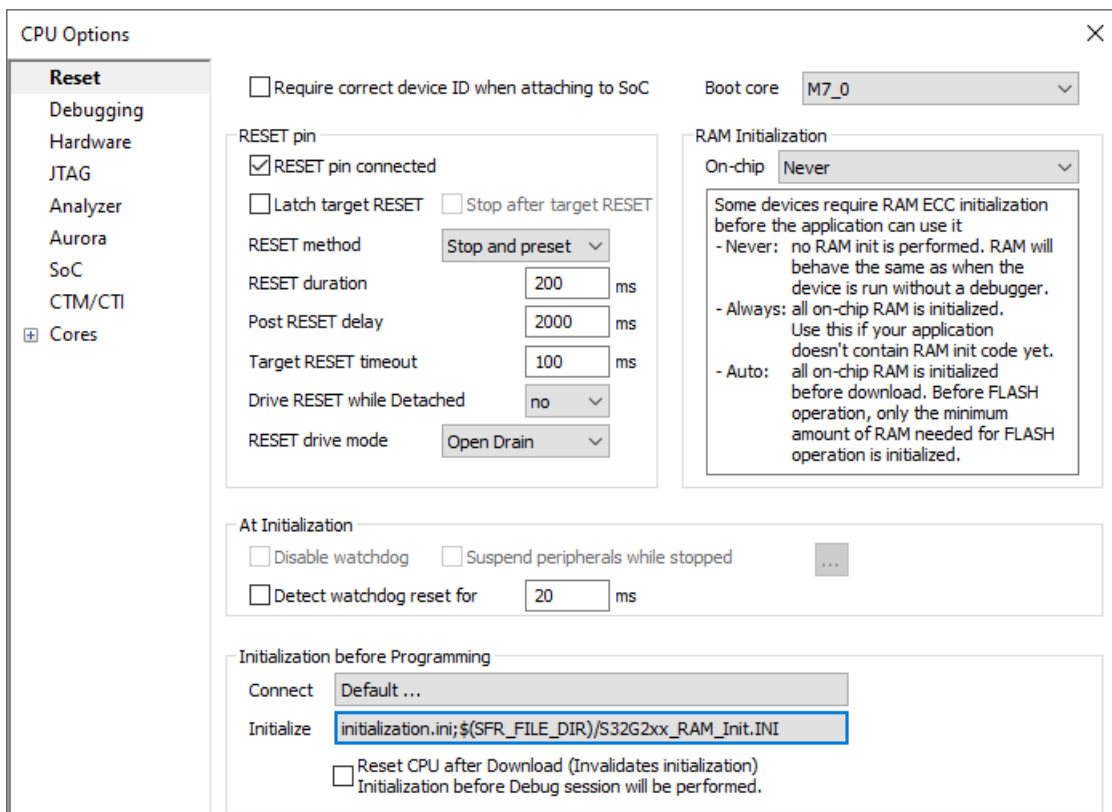 CPU Options
Reset
Debugging
Hardware
JTAG
Analyzer
Aurora
SoC
CTM/CTI
Cores
Require correct device ID when attaching to SoC
Boot core M7_0
RESET pin
RESET pin connected
Latch target RESET Stop after target RESET
RESET method Stop and preset
RESET duration 200 ms
Post RESET delay 2000 ms
Target RESET timeout 100 ms
Drive RESET while Detached no
RESET drive mode Open Drain
RAM Initialization
On-chip Never
Some devices require RAM ECC initialization
before the application can use it
- Never: no RAM init is performed. RAM will
behave the same as when the
device is run without a debugger.
- Always: all on-chip RAM is initialized.
Use this if your application
doesn't contain RAM init code yet.
- Auto: all on-chip RAM is initialized
before download. Before FLASH
operation, only the minimum
amount of RAM needed for FLASH
operation is initialized.
At Initialization
Disable watchdog Suspend peripherals while stopped ...
Detect watchdog reset for 20 ms
Initialization before Programming
Connect Default ...
Initialize initialization.ini;$(SFR_FILE_DIR)/S32G2xx_RAM_Init.INI
Reset CPU after Download (Invalidates initialization)
Initialization before Debug session will be performed.